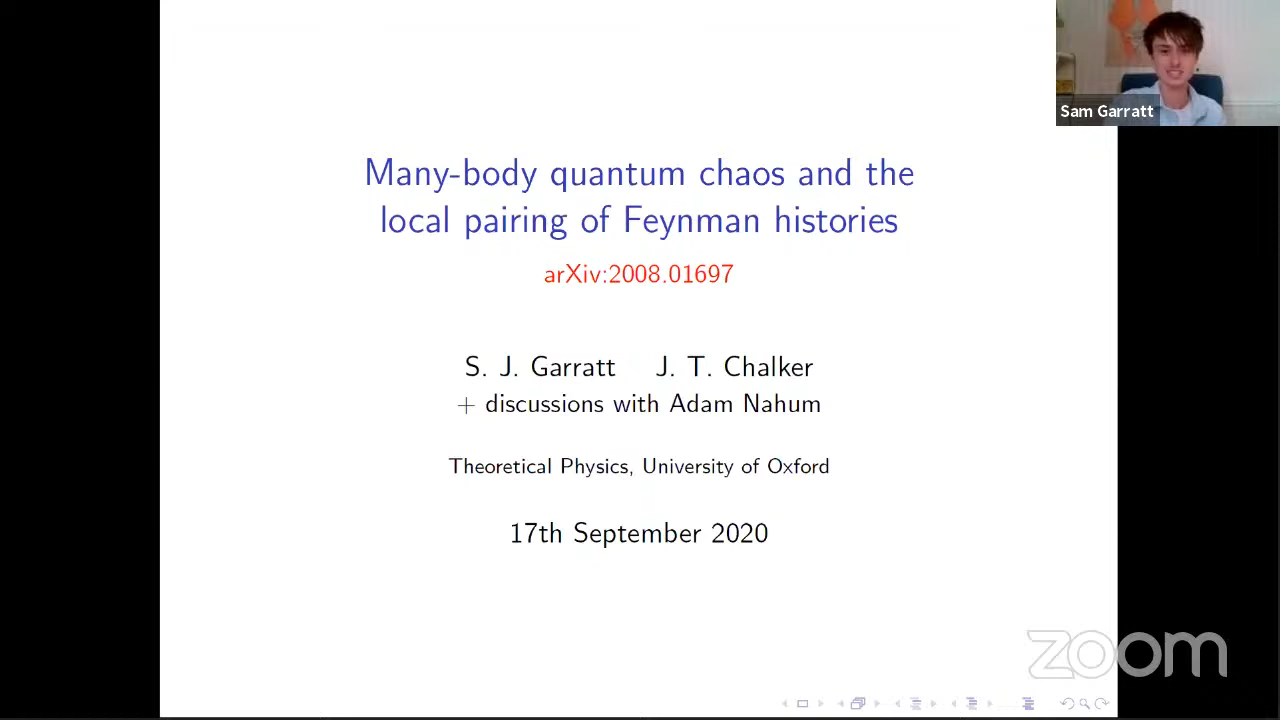 Sam Garratt
Many-body quantum chaos and the
local pairing of Feynman histories
arXiv:2008.01697
S. J. Garratt J. T. Chalker
+ discussions with Adam Nahum
Theoretical Physics, University of Oxford
17th September 2020
zoom